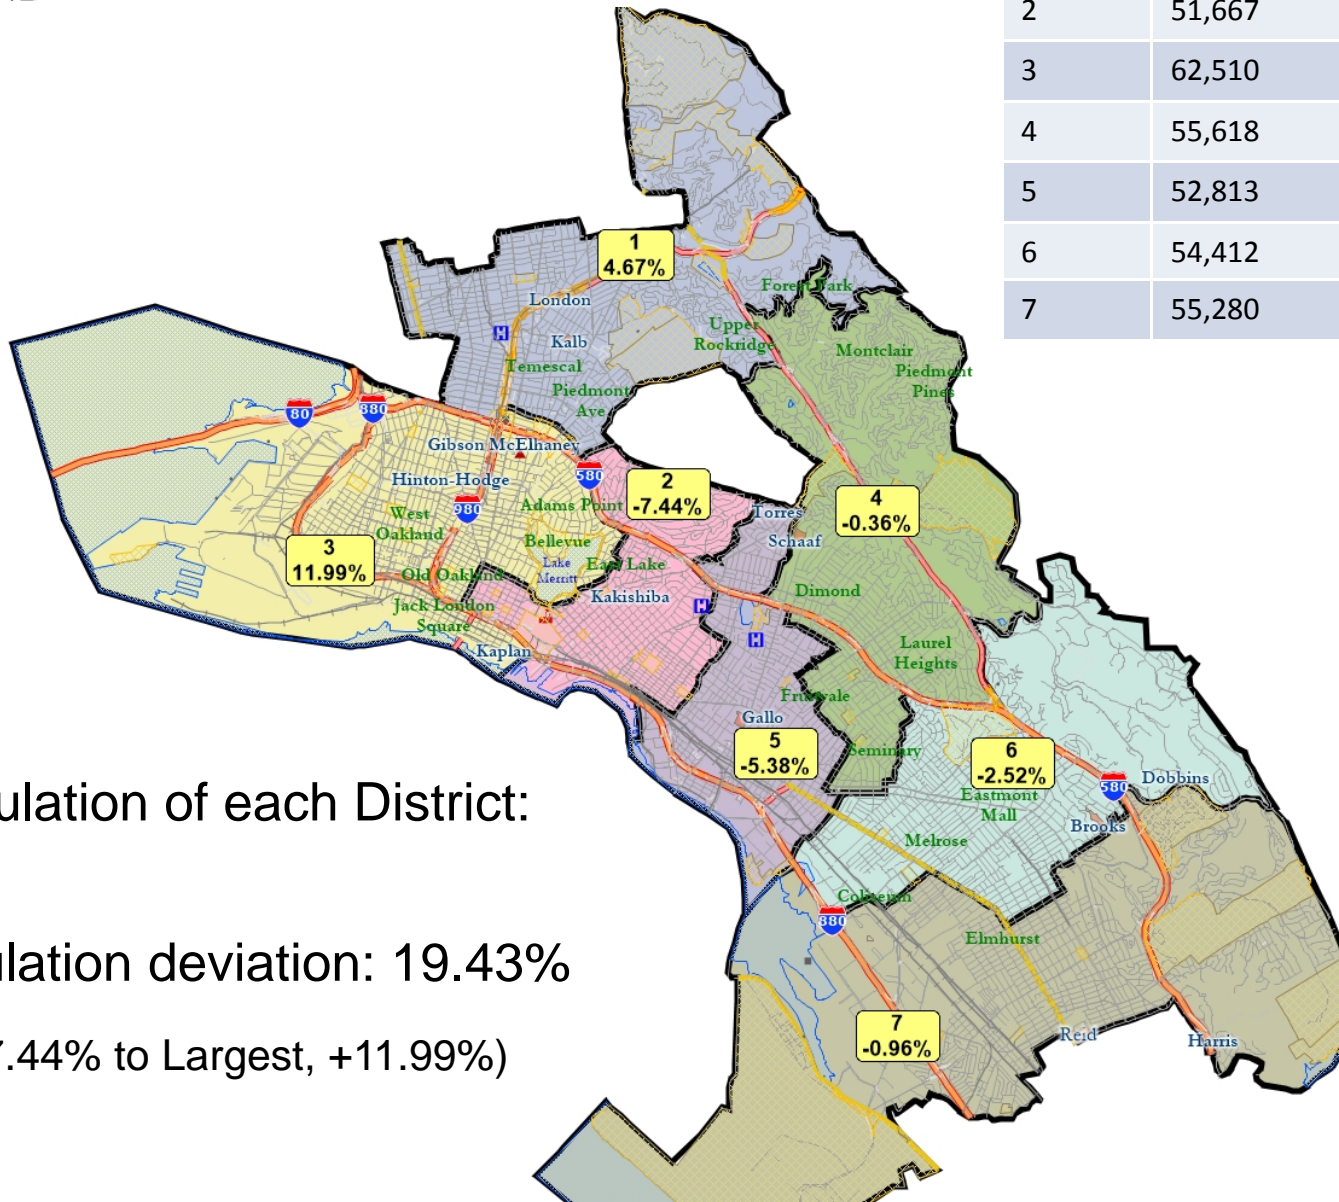 2 51,667
3 62,510
4 55,618
5 52,813
6 54,412
7 55,280
1
4.67%
Forest Park
London
Upper
Rockridge
Kalb
Montclair
Temescal
Piedmont
Pines
Piedmont
Ave
80
880
Gibson McElhaney
580
2
-7.44%
Hinton-Hodge
4
-0.36%
980
Adams Point
Torres
West
Oakland
Bellevue
Schaaf
3
11.99%
Lake
Merritt
East Lake
Old Oakland
Kakishiba
H
Dimond
Jack London
Square
H
Kaplan
Laurel
Heights
H
Fruitvale
Gallo
5
-5.38%
Seminary
6
-2.52%
580
Dobbins
Eastmont
Mall
Brooks
Melrose
ulation of each District:
Coliseum
880
Elmhurst
ulation deviation: 19.43%
7
-0.96%
Reid
Harris
7.44% to Largest, +11.99%)